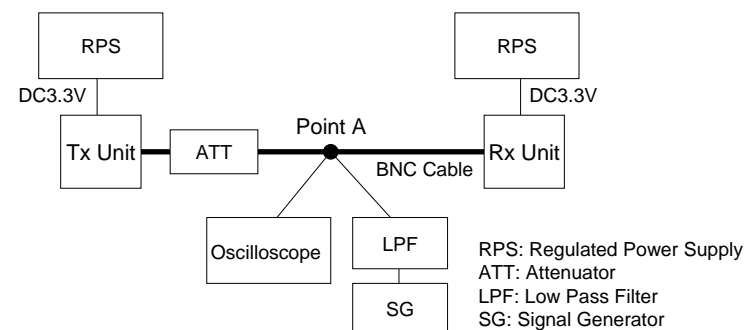 RPS
RPS
DC3.3V
DC3.3V
Point A
Tx Unit
ATT
Rx Unit
BNC Cable
Oscilloscope
LPF
SG
RPS: Regulated Power Supply
ATT: Attenuator
LPF: Low Pass Filter
SG: Signal Generator